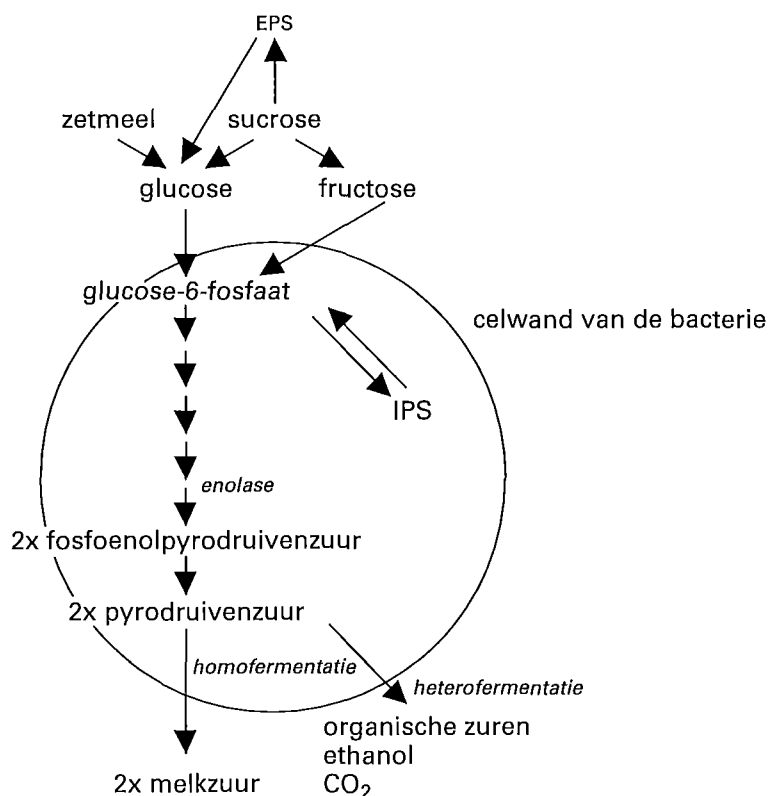 EPS
zetmeel
sucrose
glucose
fructose
glucose-6-fosfaat
celwand van de bacterie
IPS
enolase
2x fosfoenolpyrodruivenzuur
2x pyrodruivenzuur
homofermentatie
heterofermentatie
organische zuren
ethanol
CO₂
2x melkzuur